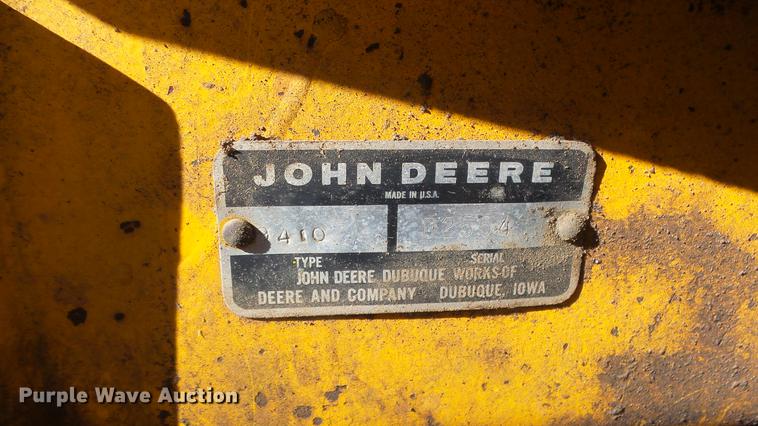 JOHN DEERE
MADE IN U.S.A.
TYPE SERIAL
JOHN DEERE DUBUQUE WORKS OF
DEERE AND COMPANY DUBUQUE, IOWA
Purple Wave Auction